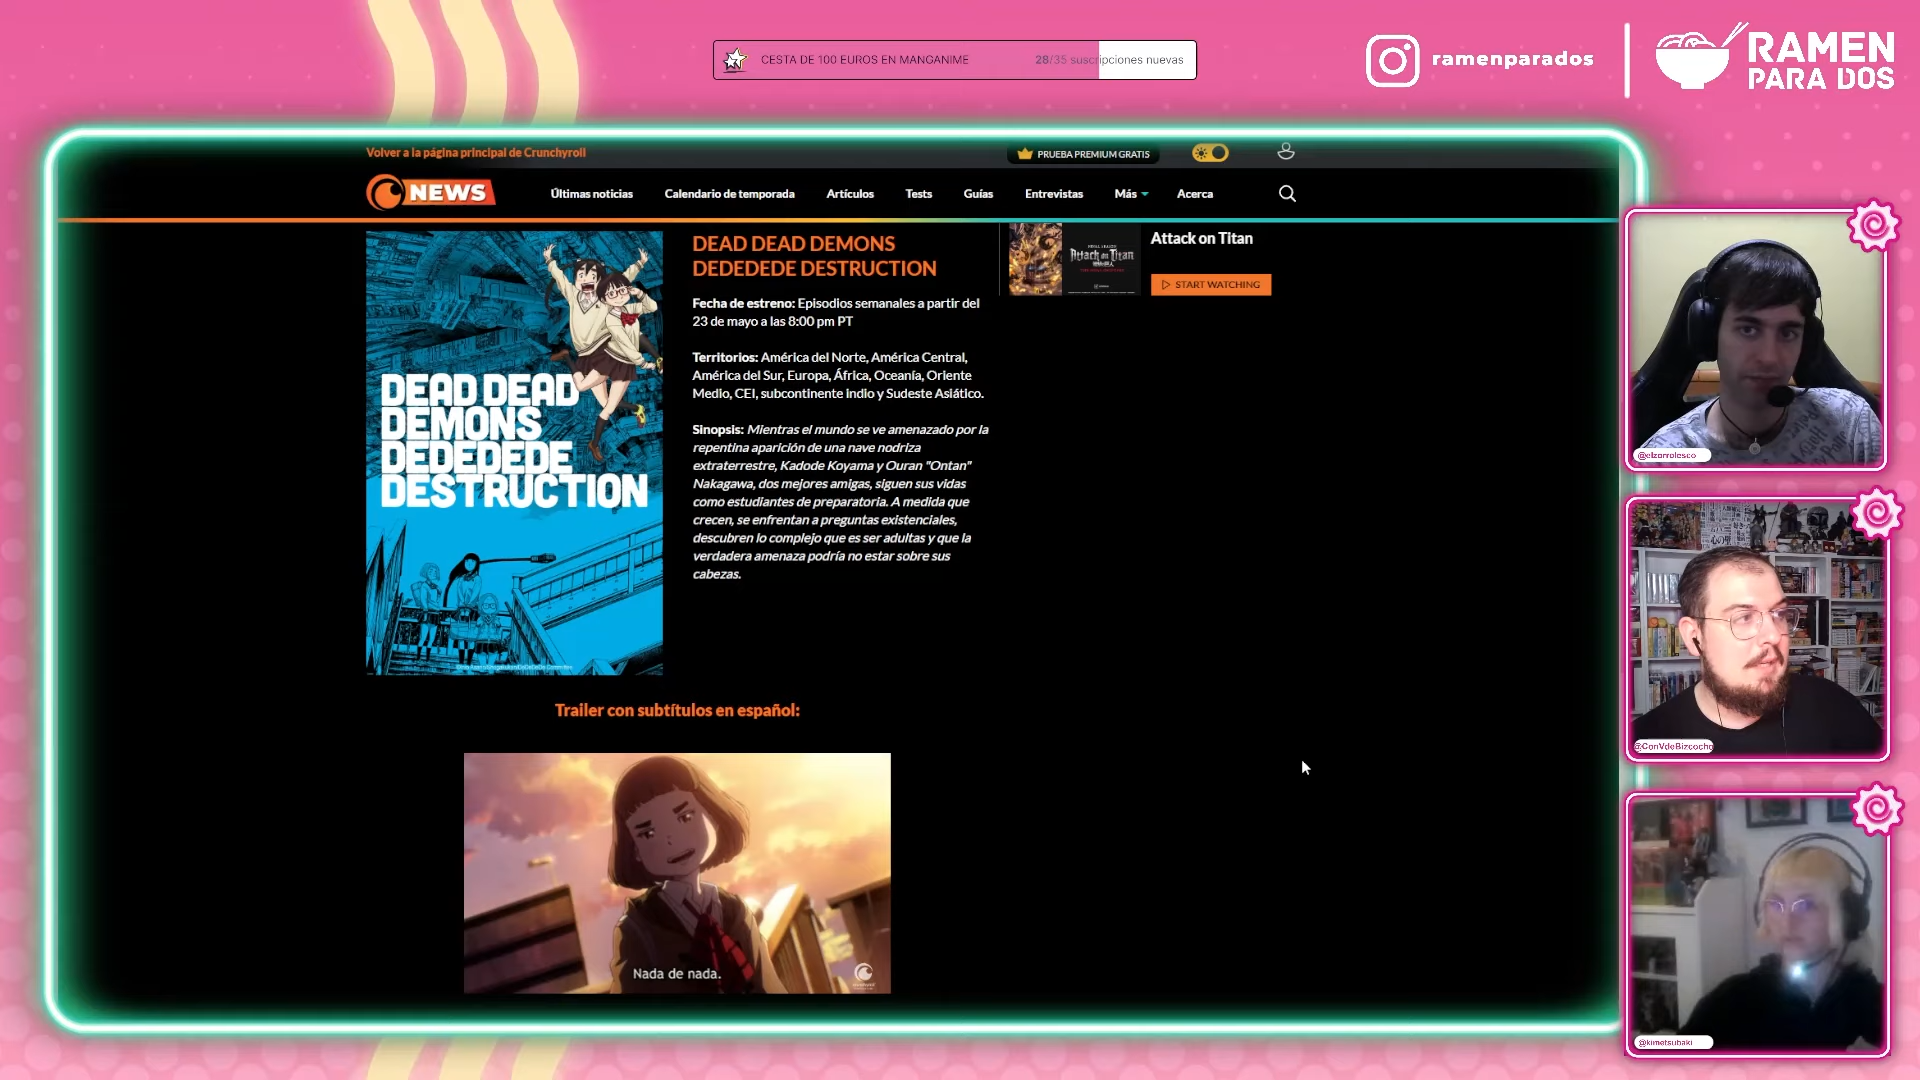 CESTA DE 100 EUROS EN MANGANIME
28/35 suscripciones nuevas
ramenparados
RAMEN
PARA DOS
Volver a la página principal de Crunchyroll
PRUEBA PREMIUM GRATIS
NEWS
Últimas noticias
Calendario de temporada
Artículos
Tests
Guías
Entrevistas
Más
Acerca
DEAD DEAD
DEMONS
DEDEDEDE
DESTRUCTION
DEAD DEAD DEMONS
DEDEDEDE DESTRUCTION
Fecha de estreno: Episodios semanales a partir del
23 de mayo a las 8:00 pm PT
Territorios: América del Norte, América Central,
América del Sur, Europa, África, Oceanía, Oriente
Medio, CEI, subcontinente indio y Sudeste Asiático.
Sinopsis: Mientras el mundo se ve amenazado por la
repentina aparición de una nave nodriza
extraterrestre, Kadode Koyama y Ouran "Ontan"
Nakagawa, dos mejores amigas, siguen sus vidas
como estudiantes de preparatoria. A medida que
crecen, se enfrentan a preguntas existenciales,
descubren lo complejo que es ser adultas y que la
verdadera amenaza podría no estar sobre sus
cabezas.
Attack on Titan
Attack on Titan
START WATCHING
Trailer con subtítulos en español:
Nada de nada.
@elzorrolesco
@ConVdeBizcocho
@kimetsubaki